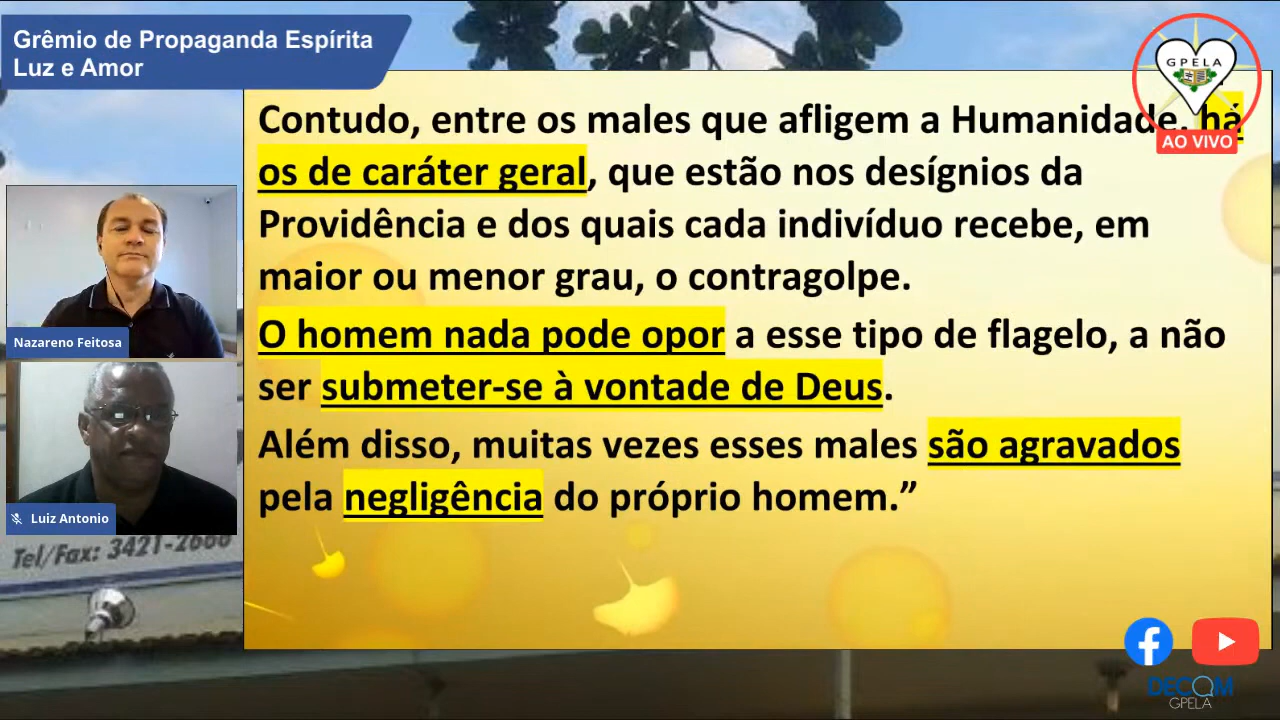 Grêmio de Propaganda Espírita
Luz e Amor
GPELA
AO VIVO
Contudo, entre os males que afligem a Humanidade, há
os de caráter geral, que estão nos desígnios da
Providência e dos quais cada indivíduo recebe, em
maior ou menor grau, o contragolpe.
O homem nada pode opor a esse tipo de flagelo, a não
ser submeter-se à vontade de Deus.
Além disso, muitas vezes esses males são agravados
pela negligência do próprio homem.”
Nazareno Feitosa
Luiz Antonio
Tel/Fax: 3421-2668
DECOM
GPELA